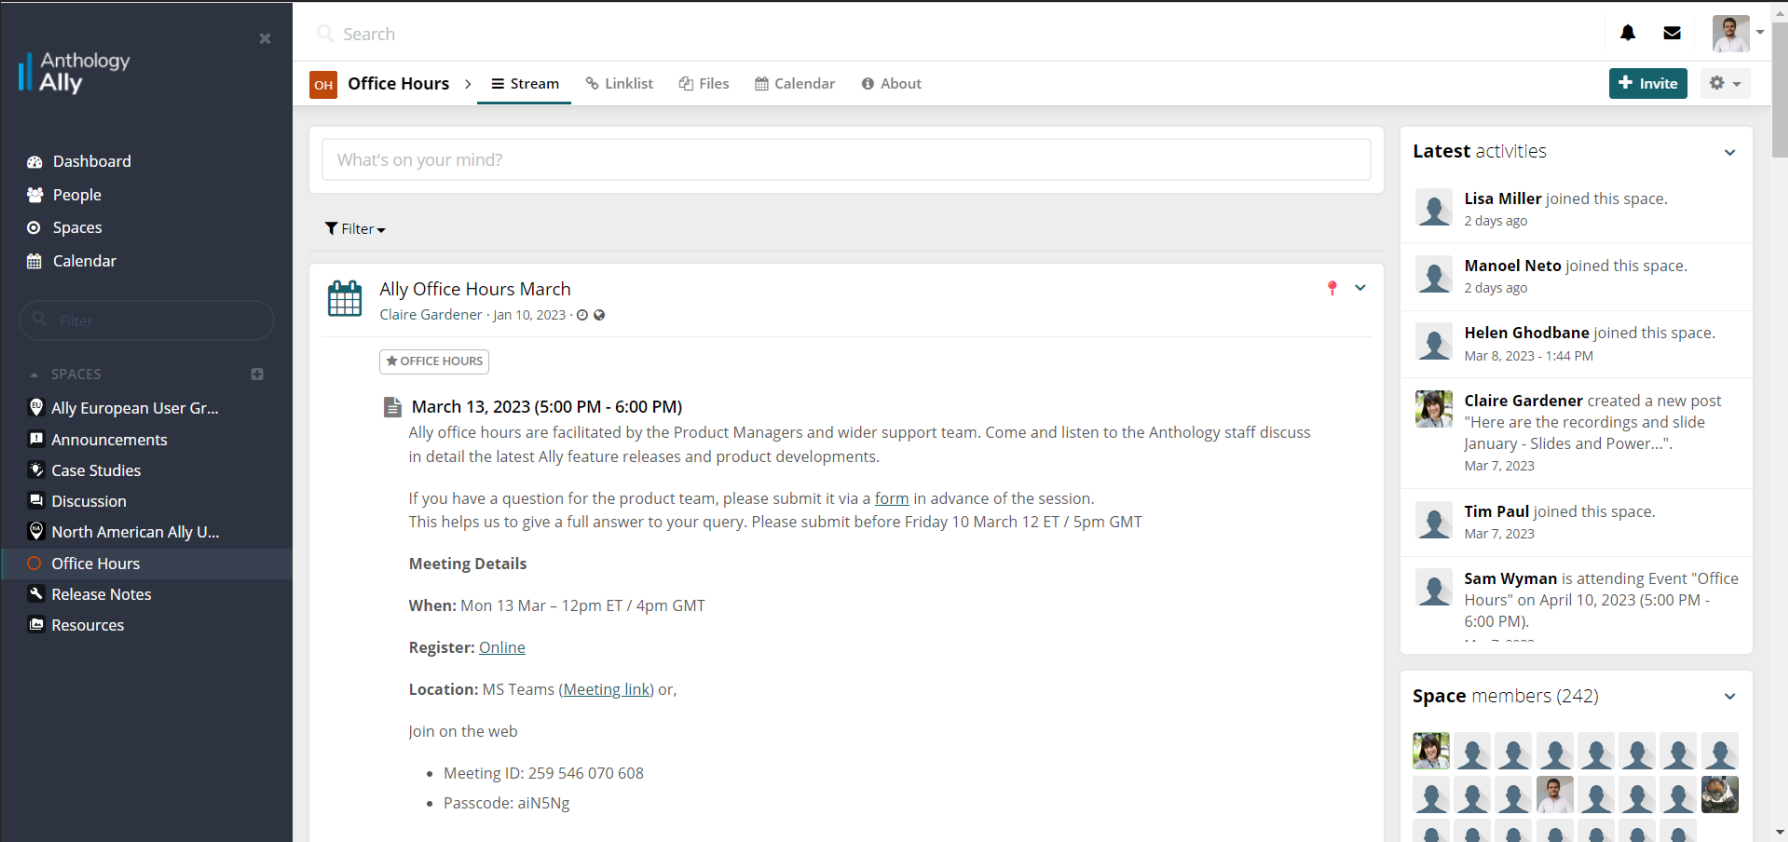 Anthology
Ally
Dashboard
People
Spaces
Calendar
Filter
SPACES
Ally European User Gr...
Announcements
Case Studies
Discussion
North American Ally U...
Office Hours
Release Notes
Resources
Search
OH Office Hours > Stream Linklist Files Calendar About
Invite
What's on your mind?
Filter
Ally Office Hours March
Claire Gardener · Jan 10, 2023 ·
OFFICE HOURS
March 13, 2023 (5:00 PM - 6:00 PM)
Ally office hours are facilitated by the Product Managers and wider support team. Come and listen to the Anthology staff discuss
in detail the latest Ally feature releases and product developments.
If you have a question for the product team, please submit it via a form in advance of the session.
This helps us to give a full answer to your query. Please submit before Friday 10 March 12 ET / 5pm GMT
Meeting Details
When: Mon 13 Mar – 12pm ET / 4pm GMT
Register: Online
Location: MS Teams (Meeting link) or,
Join on the web
• Meeting ID: 259 546 070 608
• Passcode: aiN5Ng
Latest activities
Lisa Miller joined this space.
2 days ago
Manoel Neto joined this space.
2 days ago
Helen Ghodbane joined this space.
Mar 8, 2023 - 1:44 PM
Claire Gardener created a new post
"Here are the recordings and slide
January - Slides and Power...".
Mar 7, 2023
Tim Paul joined this space.
Mar 7, 2023
Sam Wyman is attending Event "Office
Hours" on April 10, 2023 (5:00 PM -
6:00 PM).
Space members (242)